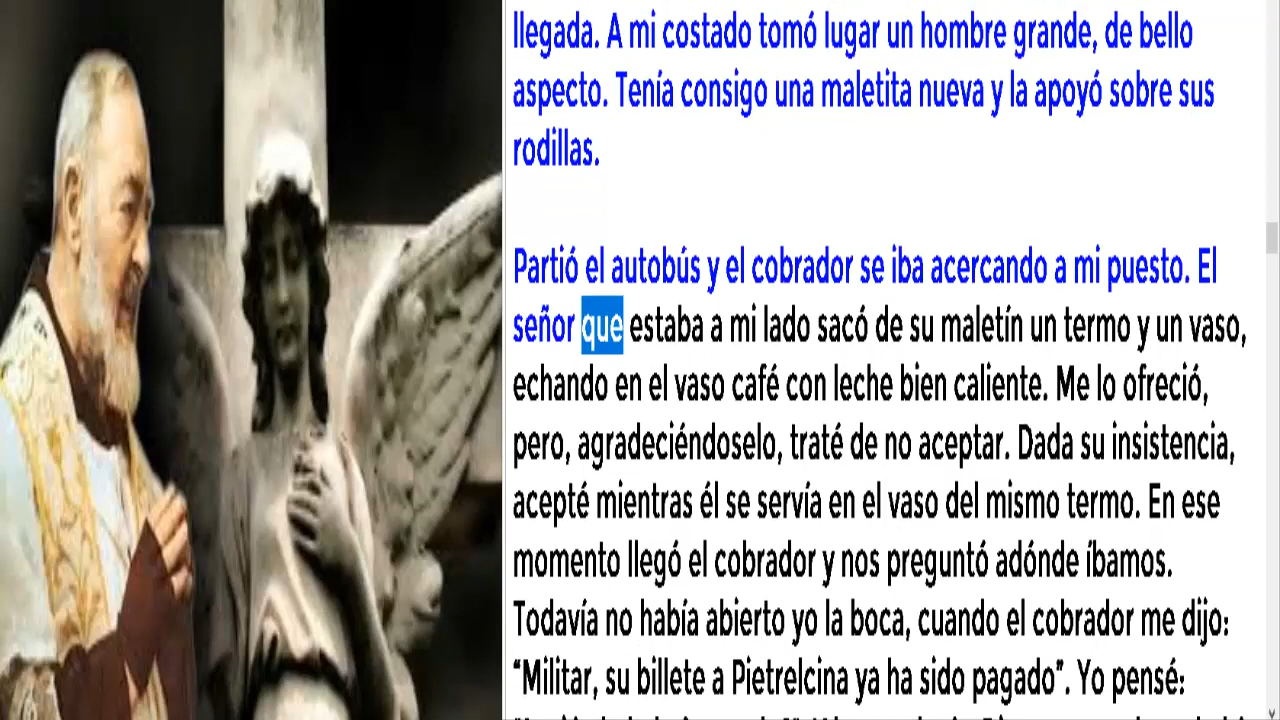 llegada. A mi costado tomó lugar un hombre grande, de bello
aspecto. Tenía consigo una maletita nueva y la apoyó sobre sus
rodillas.
Partió el autobús y el cobrador se iba acercando a mi puesto. El
señor que estaba a mi lado sacó de su maletín un termo y un vaso,
echando en el vaso café con leche bien caliente. Me lo ofreció,
pero, agradeciéndoselo, traté de no aceptar. Dada su insistencia,
acepté mientras él se servía en el vaso del mismo termo. En ese
momento llegó el cobrador y nos preguntó adónde íbamos.
Todavía no había abierto yo la boca, cuando el cobrador me dijo:
“Militar, su billete a Pietrelcina ya ha sido pagado”. Yo pensé: